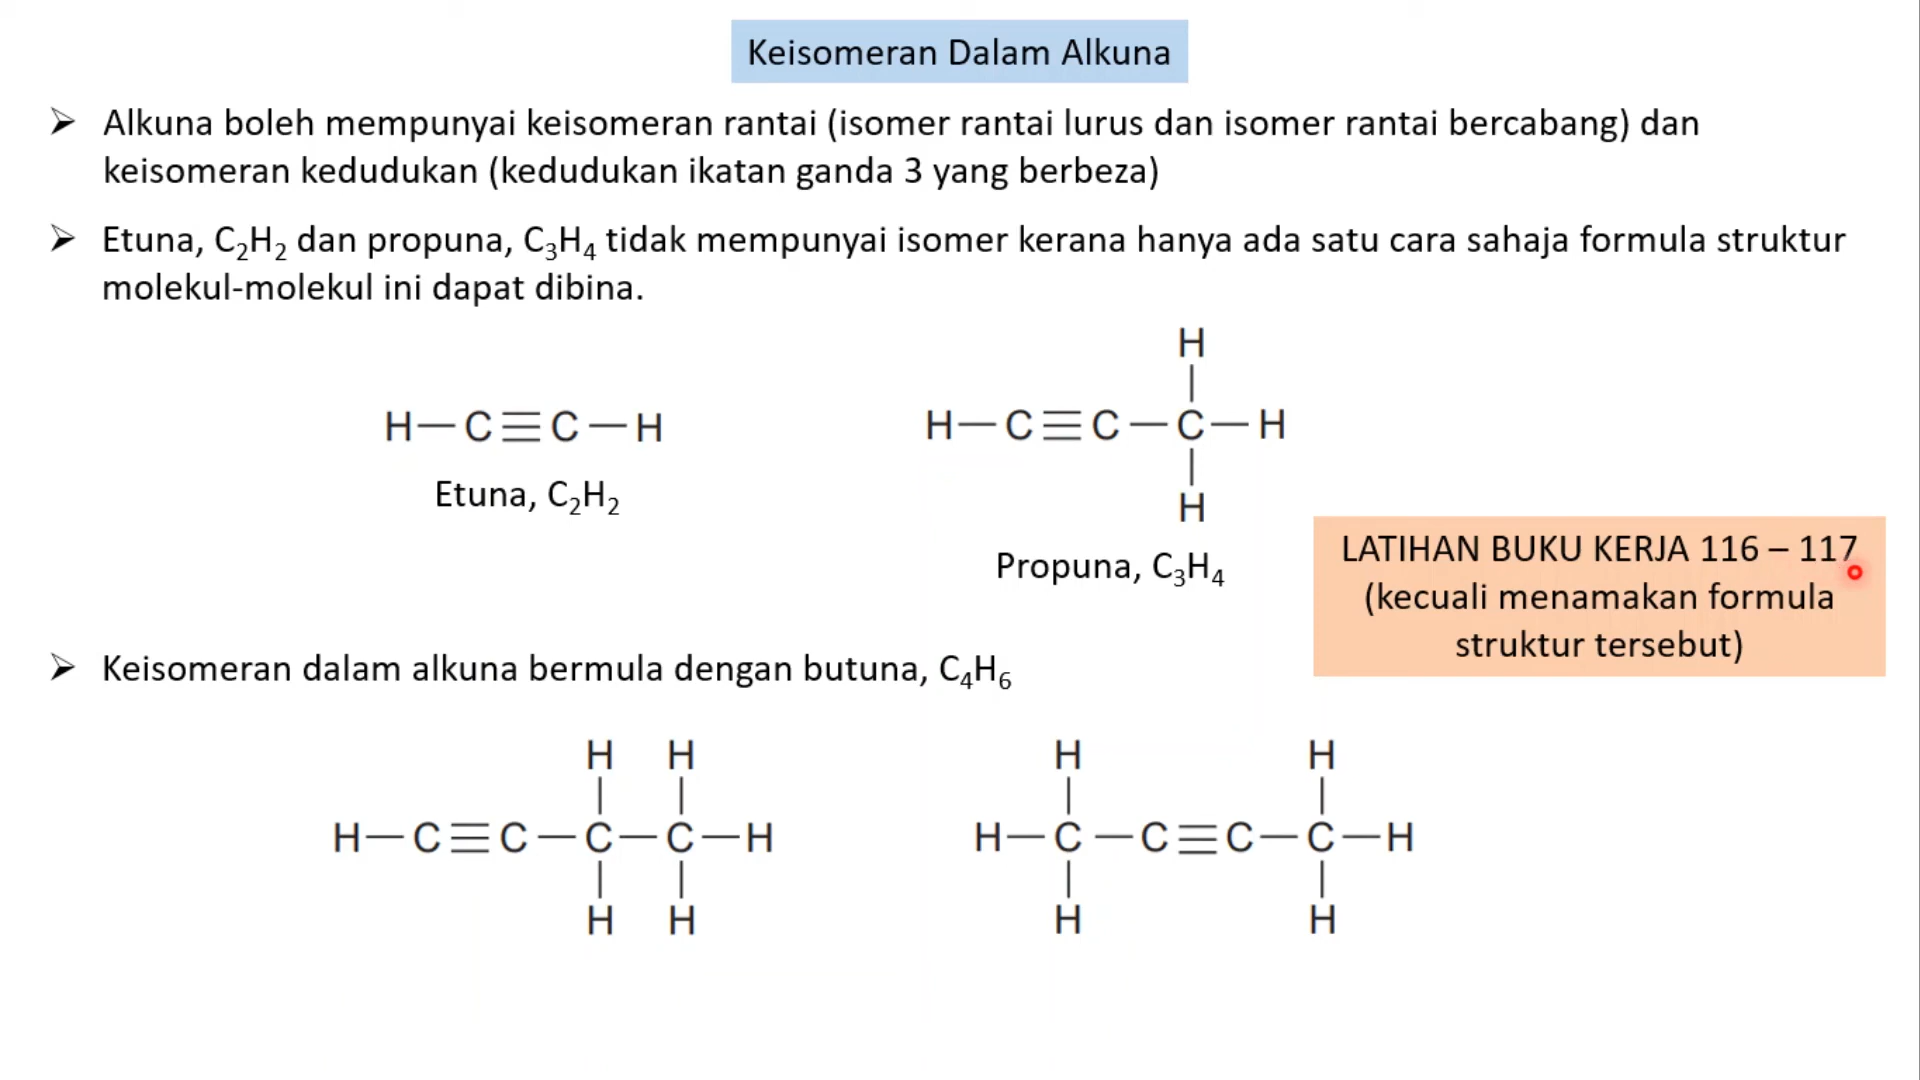 Keisomeran Dalam Alkuna
➢ Alkuna boleh mempunyai keisomeran rantai (isomer rantai lurus dan isomer rantai bercabang) dan
keisomeran kedudukan (kedudukan ikatan ganda 3 yang berbeza)
➢ Etuna, C₂H₂ dan propuna, C₃H₄ tidak mempunyai isomer kerana hanya ada satu cara sahaja formula struktur
molekul-molekul ini dapat dibina.
H
H—C≡C—H
H—C≡C—C—H
H
Etuna, C₂H₂
Propuna, C₃H₄
LATIHAN BUKU KERJA 116 – 117
(kecuali menamakan formula
struktur tersebut)
➢ Keisomeran dalam alkuna bermula dengan butuna, C₄H₆
H H
H—C≡C—C—C—H
H H
H H
H—C—C≡C—C—H
H H